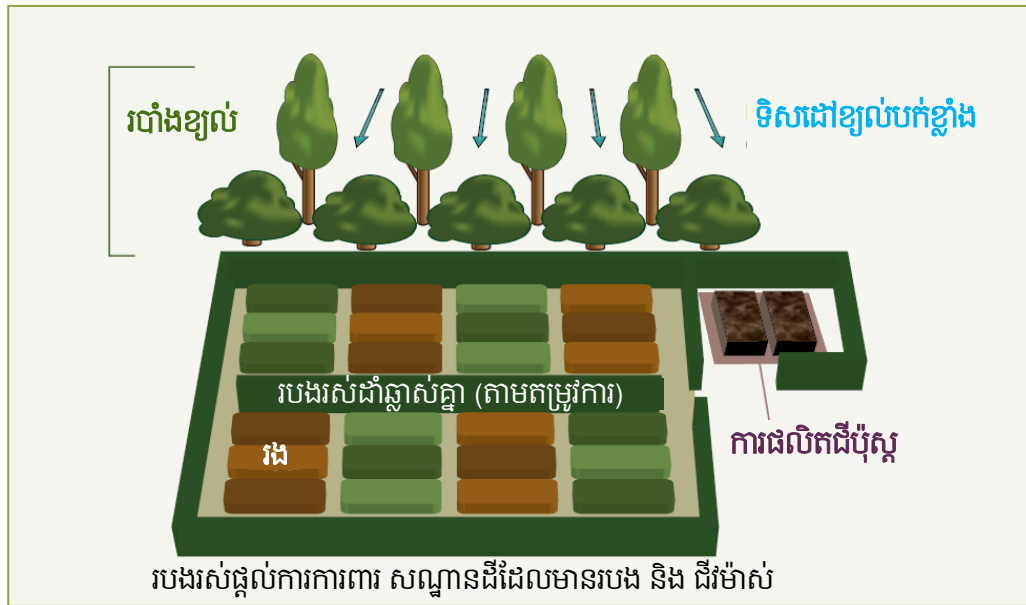 របាំងខ្យល់
ទិសដៅខ្យល់បក់ខ្លាំង
របងរស់ដាំឆ្លាស់គ្នា (តាមតម្រូវការ)
រង
ការផលិតជីប៉ុស្ត
របងរស់ផ្តល់ការការពារ សណ្ឋានដីដែលមានរបង និង ជីវម៉ាស់